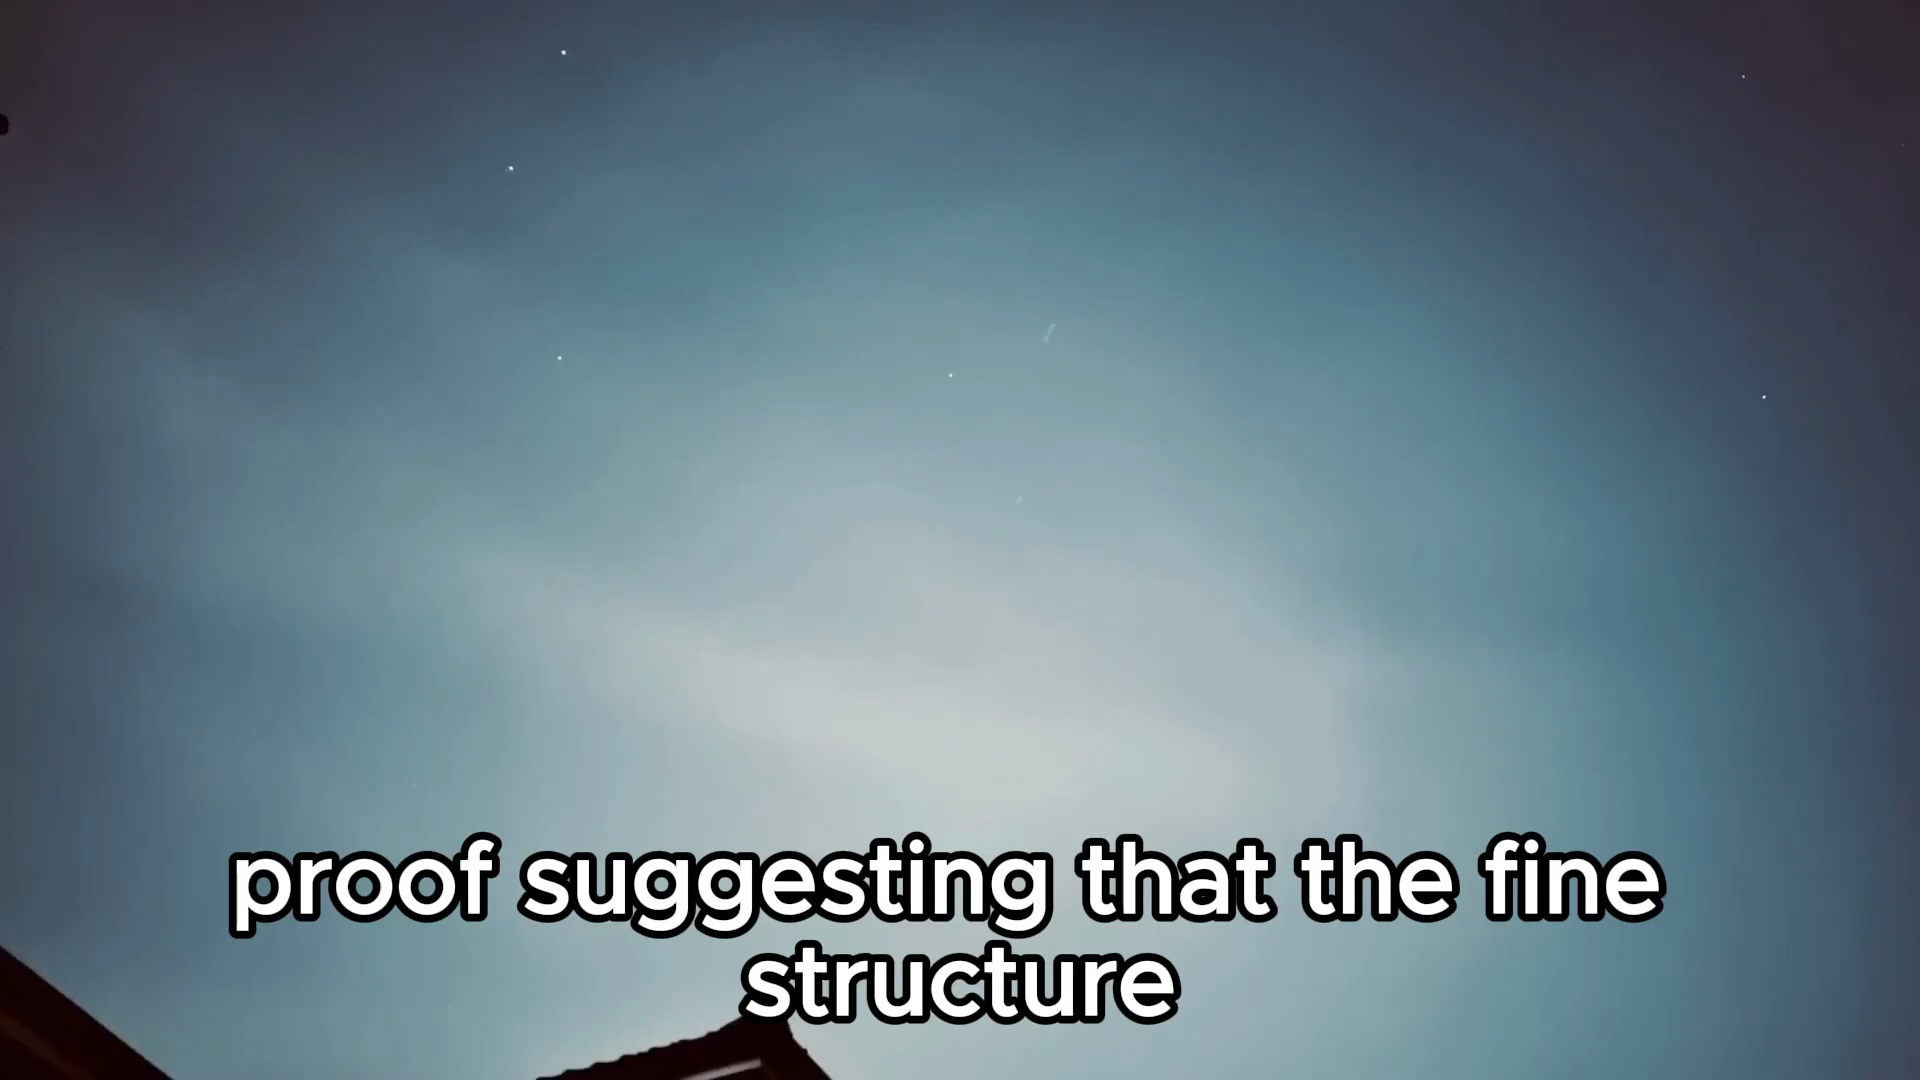 proof suggesting that the fine
structure